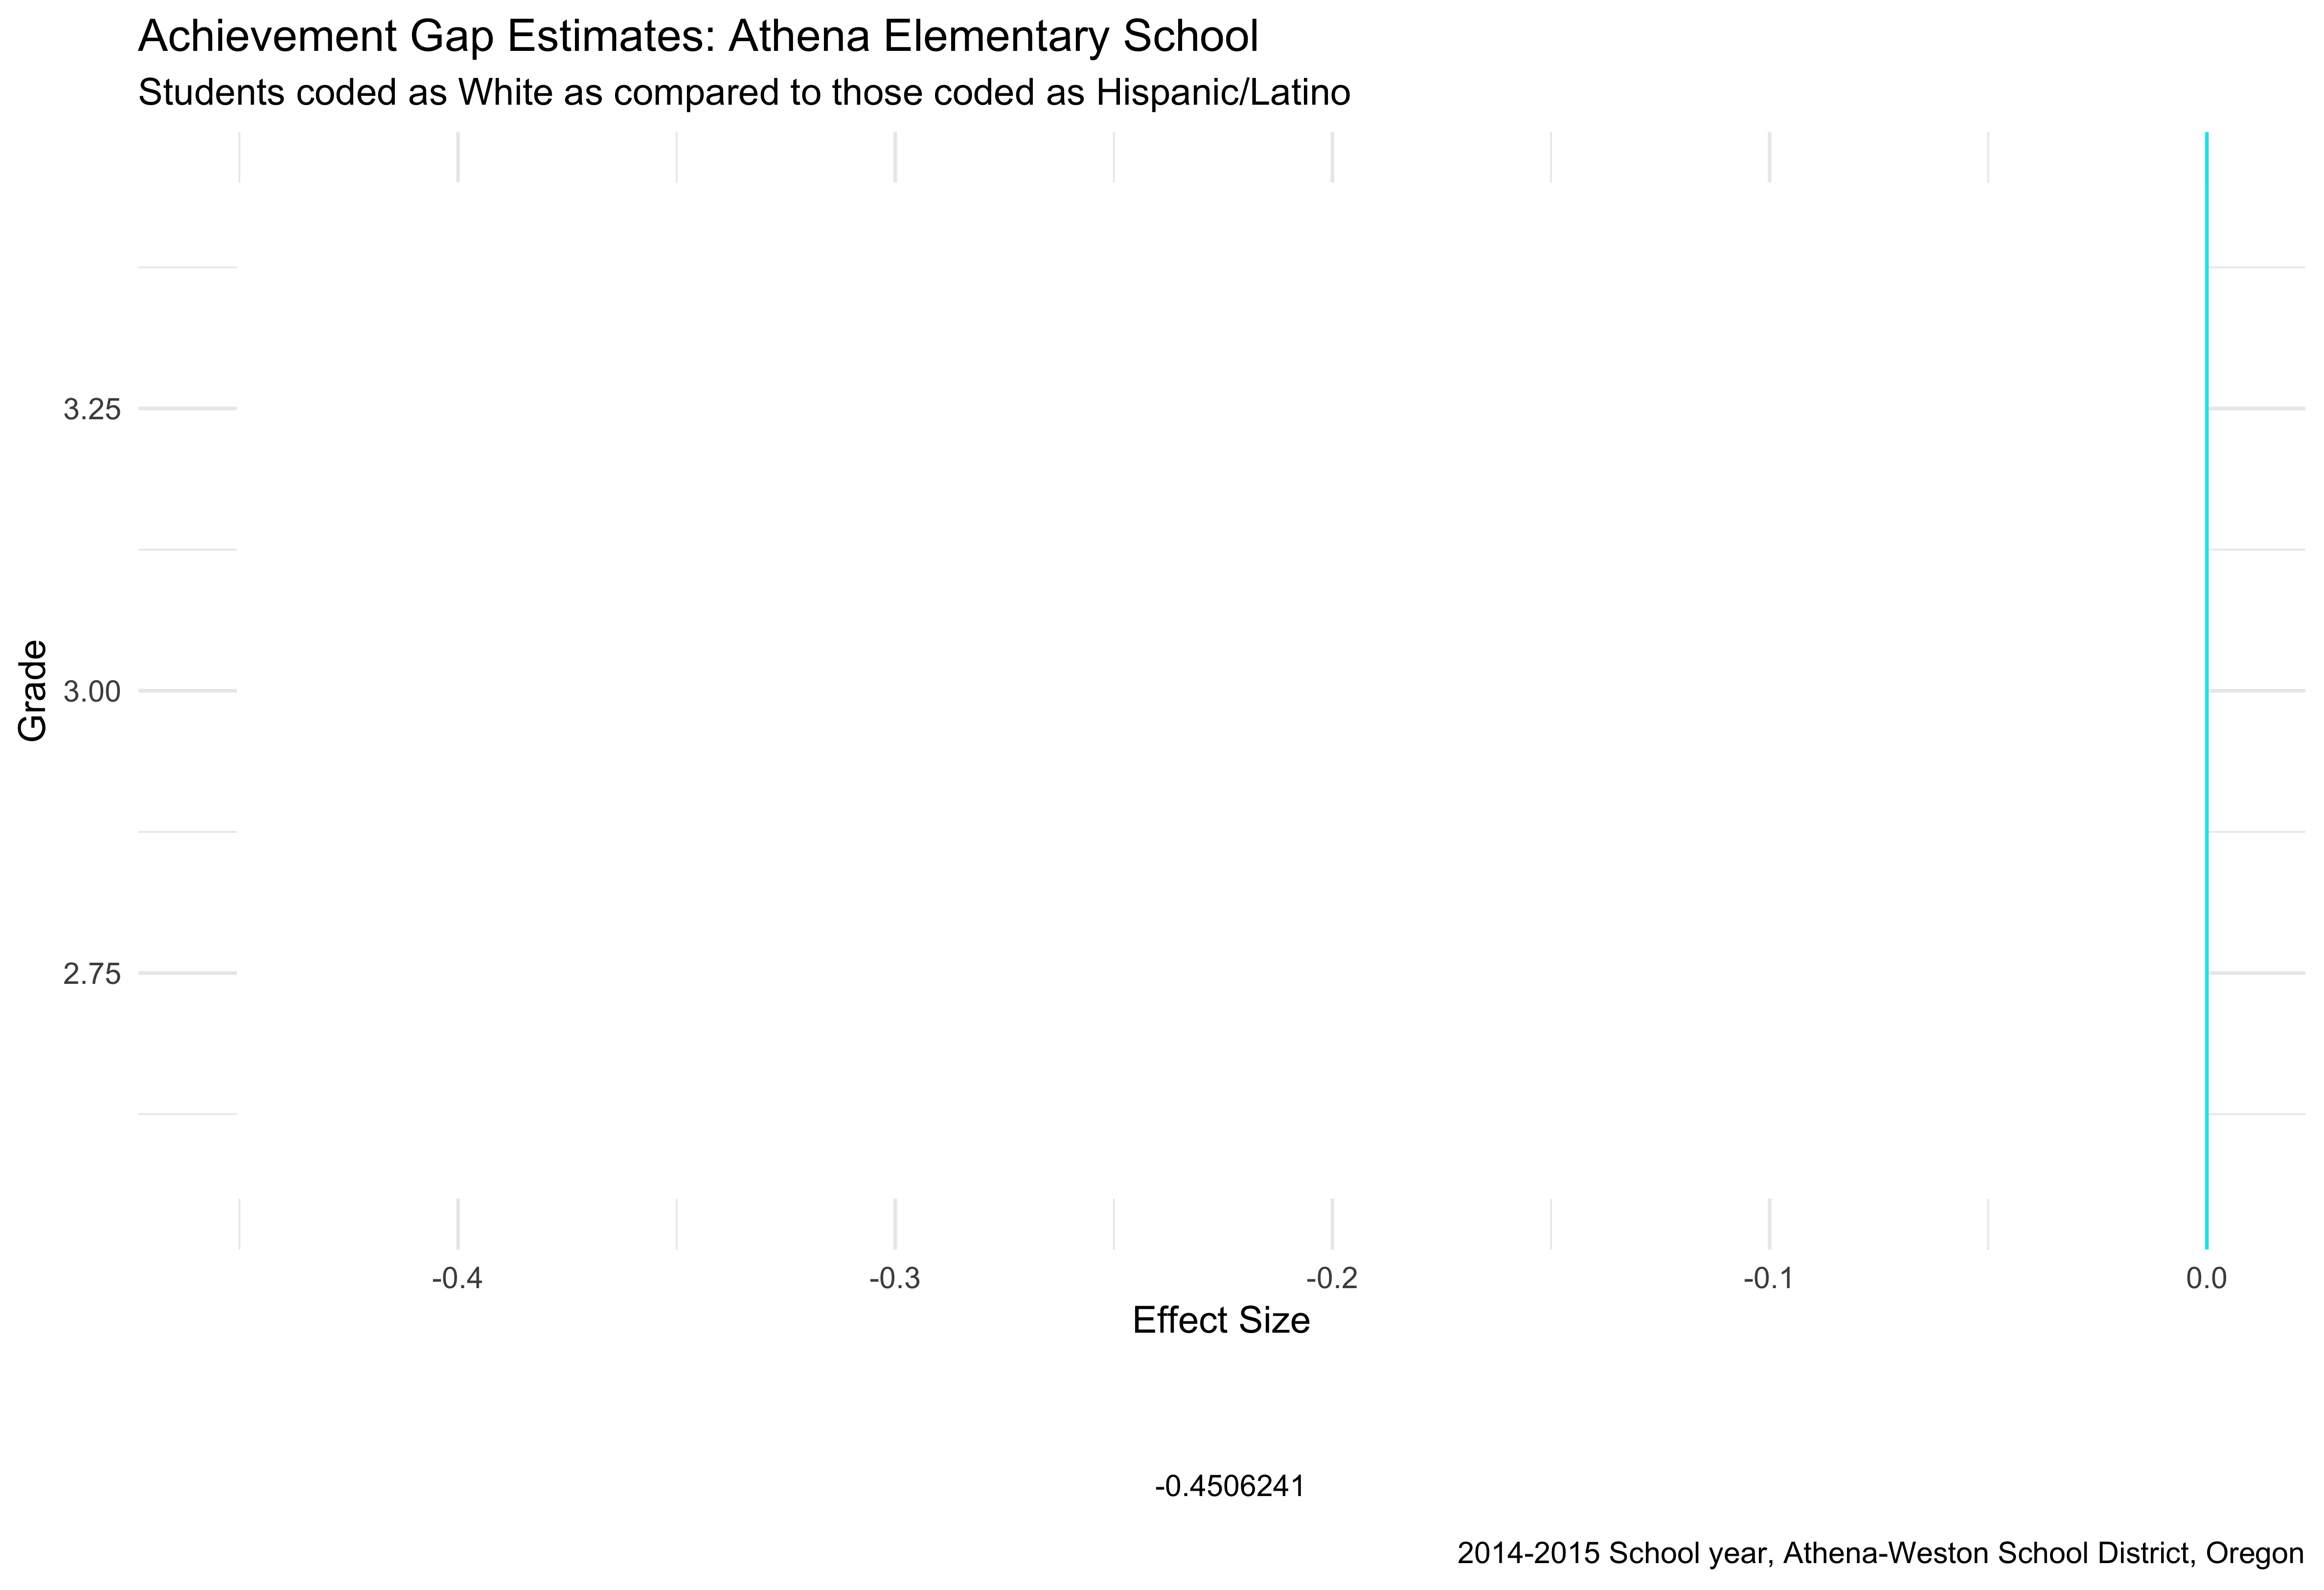 Achievement Gap Estimates: Athena Elementary School
Students coded as White as compared to those coded as Hispanic/Latino
3.25
3.00
2.75
Grade
-0.4
-0.3
-0.2
-0.1
0.0
Effect Size
-0.4506241
2014-2015 School year, Athena-Weston School District, Oregon